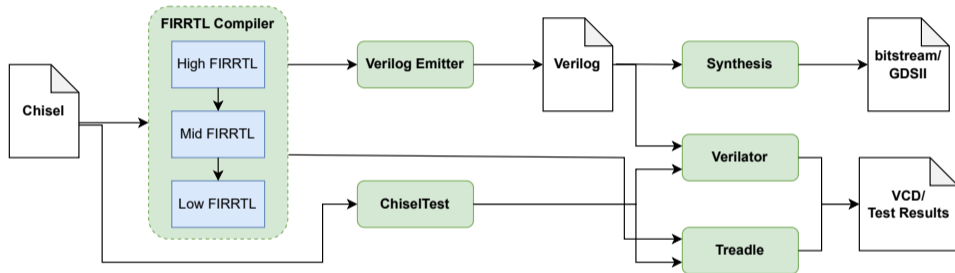 FIRRTL Compiler
High FIRRTL
Mid FIRRTL
Low FIRRTL
Chisel
Verilog Emitter
Verilog
Synthesis
bitstream/
GDSII
ChiselTest
Verilator
Treadle
VCD/
Test Results